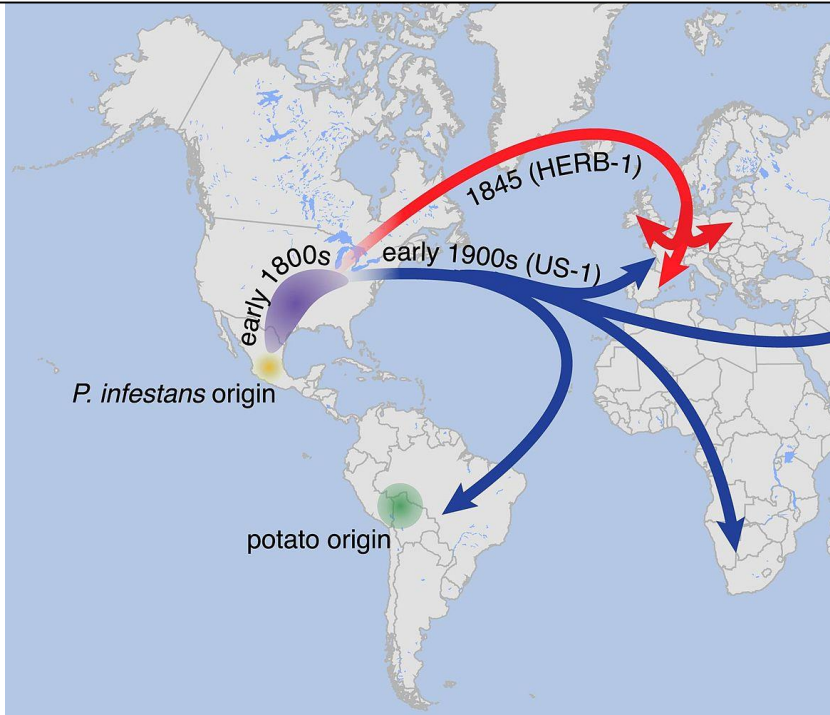 1845 (HERB-1)
early 1800s
early 1900s (US-1)
P. infestans origin
potato origin